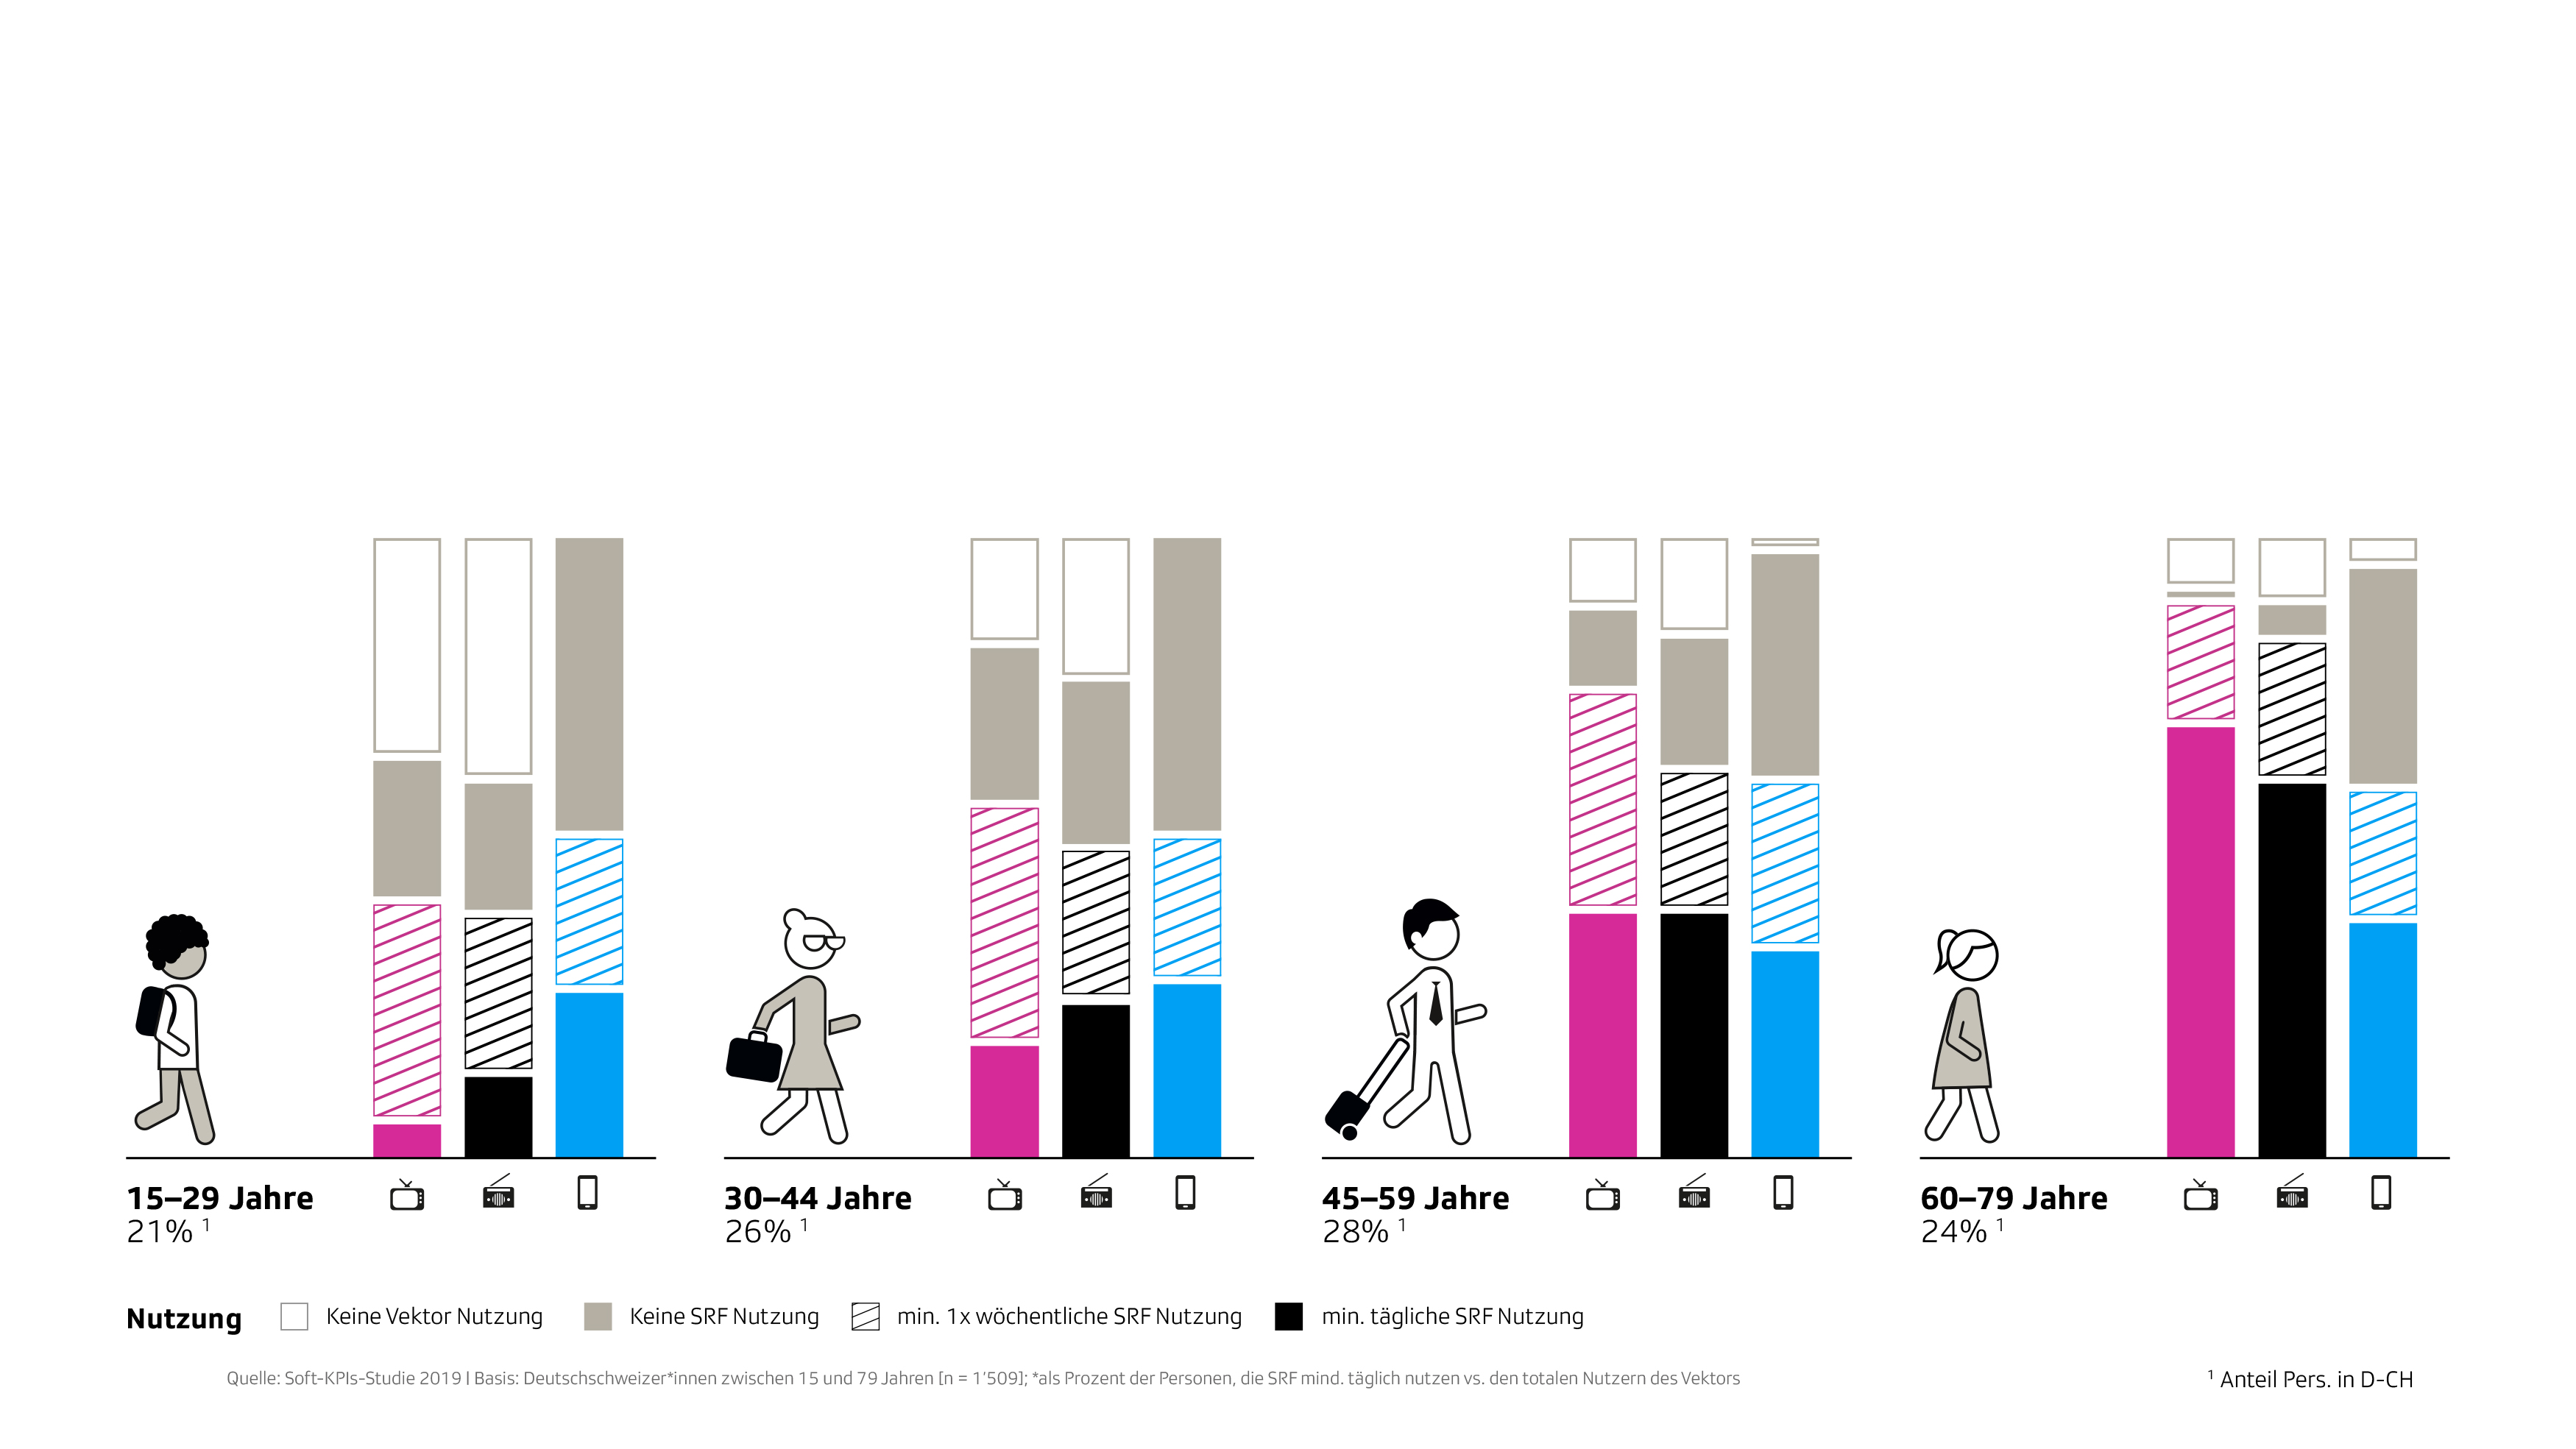 15–29 Jahre
21% ¹
30–44 Jahre
26% ¹
45–59 Jahre
28% ¹
60–79 Jahre
24% ¹
Nutzung Keine Vektor Nutzung Keine SRF Nutzung min. 1x wöchentliche SRF Nutzung min. tägliche SRF Nutzung
Quelle: Soft-KPIs-Studie 2019 | Basis: Deutschschweizer*innen zwischen 15 und 79 Jahren [n = 1’509]; *als Prozent der Personen, die SRF mind. täglich nutzen vs. den totalen Nutzern des Vektors
¹ Anteil Pers. in D-CH